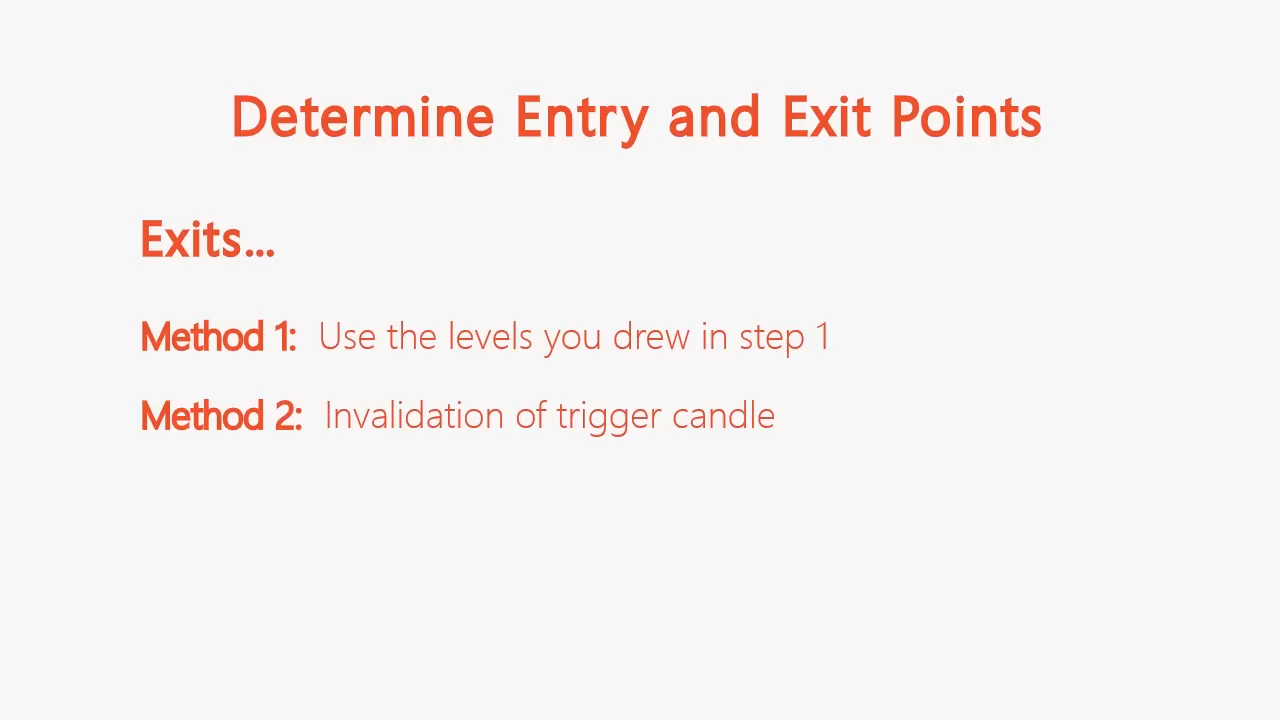 Determine Entry and Exit Points
Exits...
Method 1: Use the levels you drew in step 1
Method 2: Invalidation of trigger candle